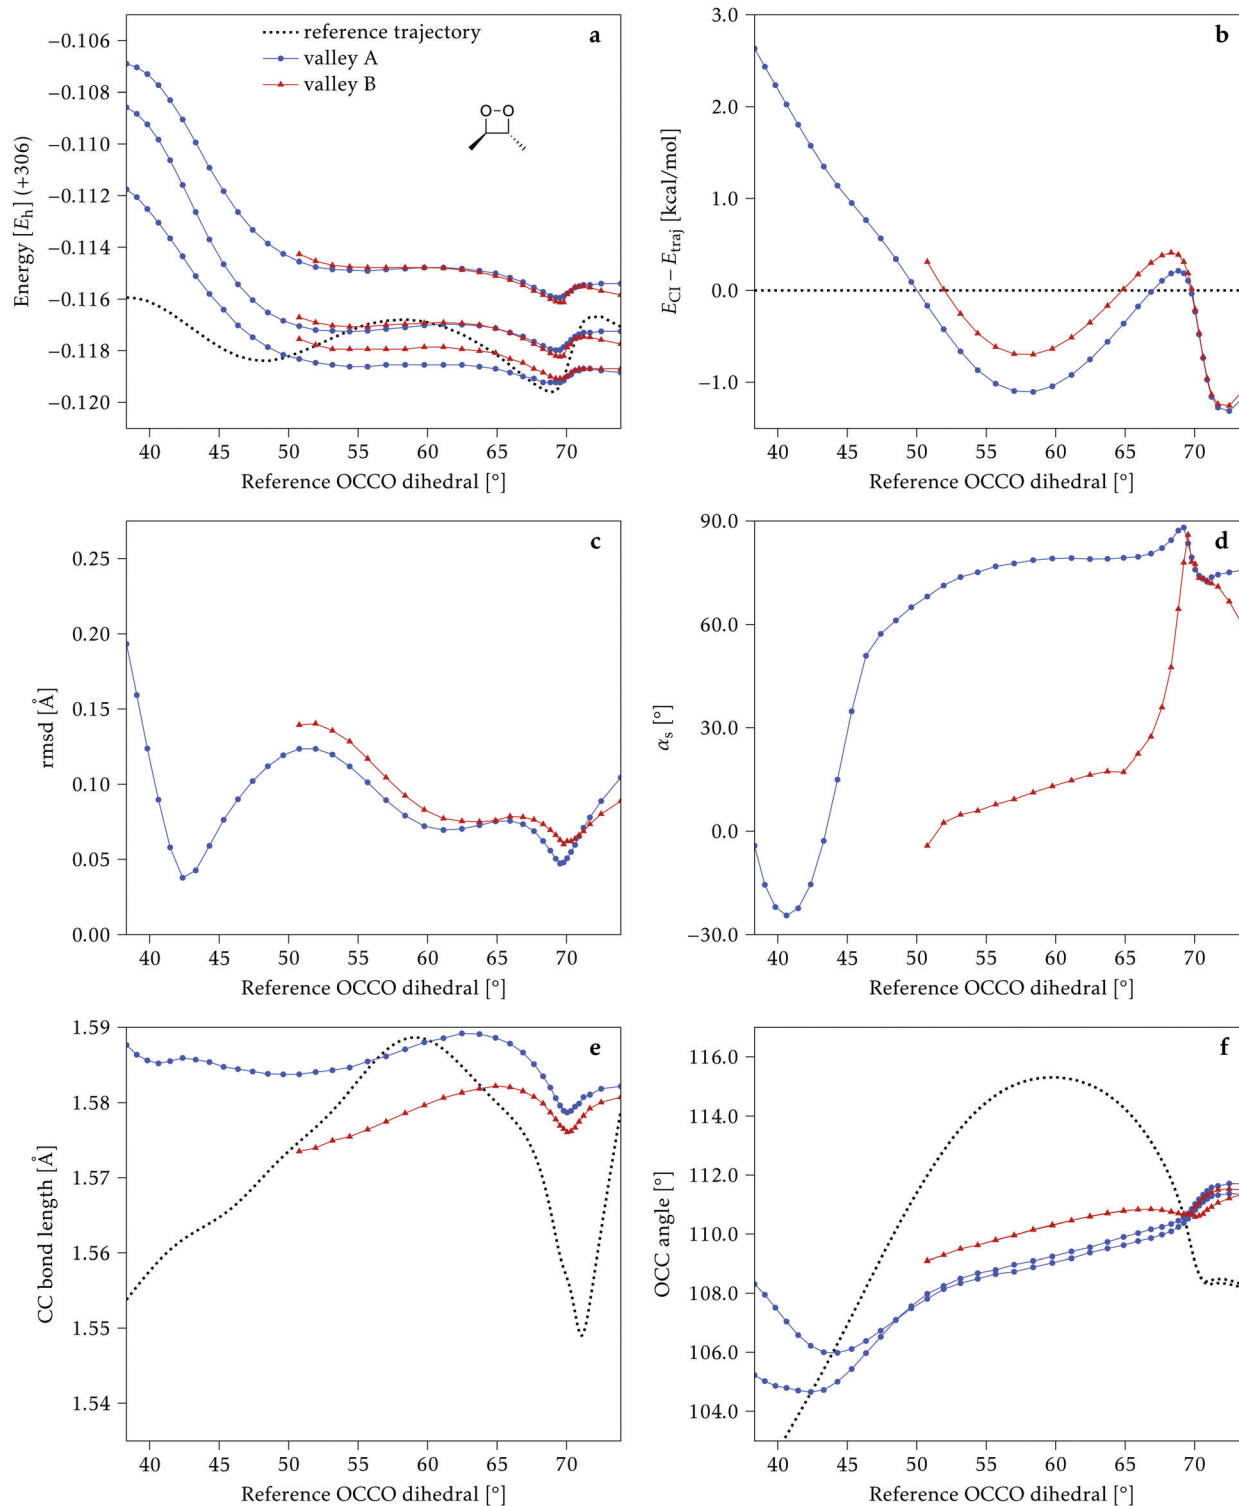 a
reference trajectory
valley A
valley B
O–O
−0.106
−0.108
−0.110
−0.112
−0.114
−0.116
−0.118
−0.120
Energy [Eh] (+306)
40 45 50 55 60 65 70
Reference OCCO dihedral [°]
b
3.0
2.0
1.0
0.0
−1.0
ECI − Etraj [kcal/mol]
40 45 50 55 60 65 70
Reference OCCO dihedral [°]
c
0.25
0.20
0.15
0.10
0.05
0.00
rmsd [Å]
40 45 50 55 60 65 70
Reference OCCO dihedral [°]
d
90.0
60.0
30.0
0.0
−30.0
αs [°]
40 45 50 55 60 65 70
Reference OCCO dihedral [°]
e
1.59
1.58
1.57
1.56
1.55
1.54
CC bond length [Å]
40 45 50 55 60 65 70
Reference OCCO dihedral [°]
f
116.0
114.0
112.0
110.0
108.0
106.0
104.0
OCC angle [°]
40 45 50 55 60 65 70
Reference OCCO dihedral [°]